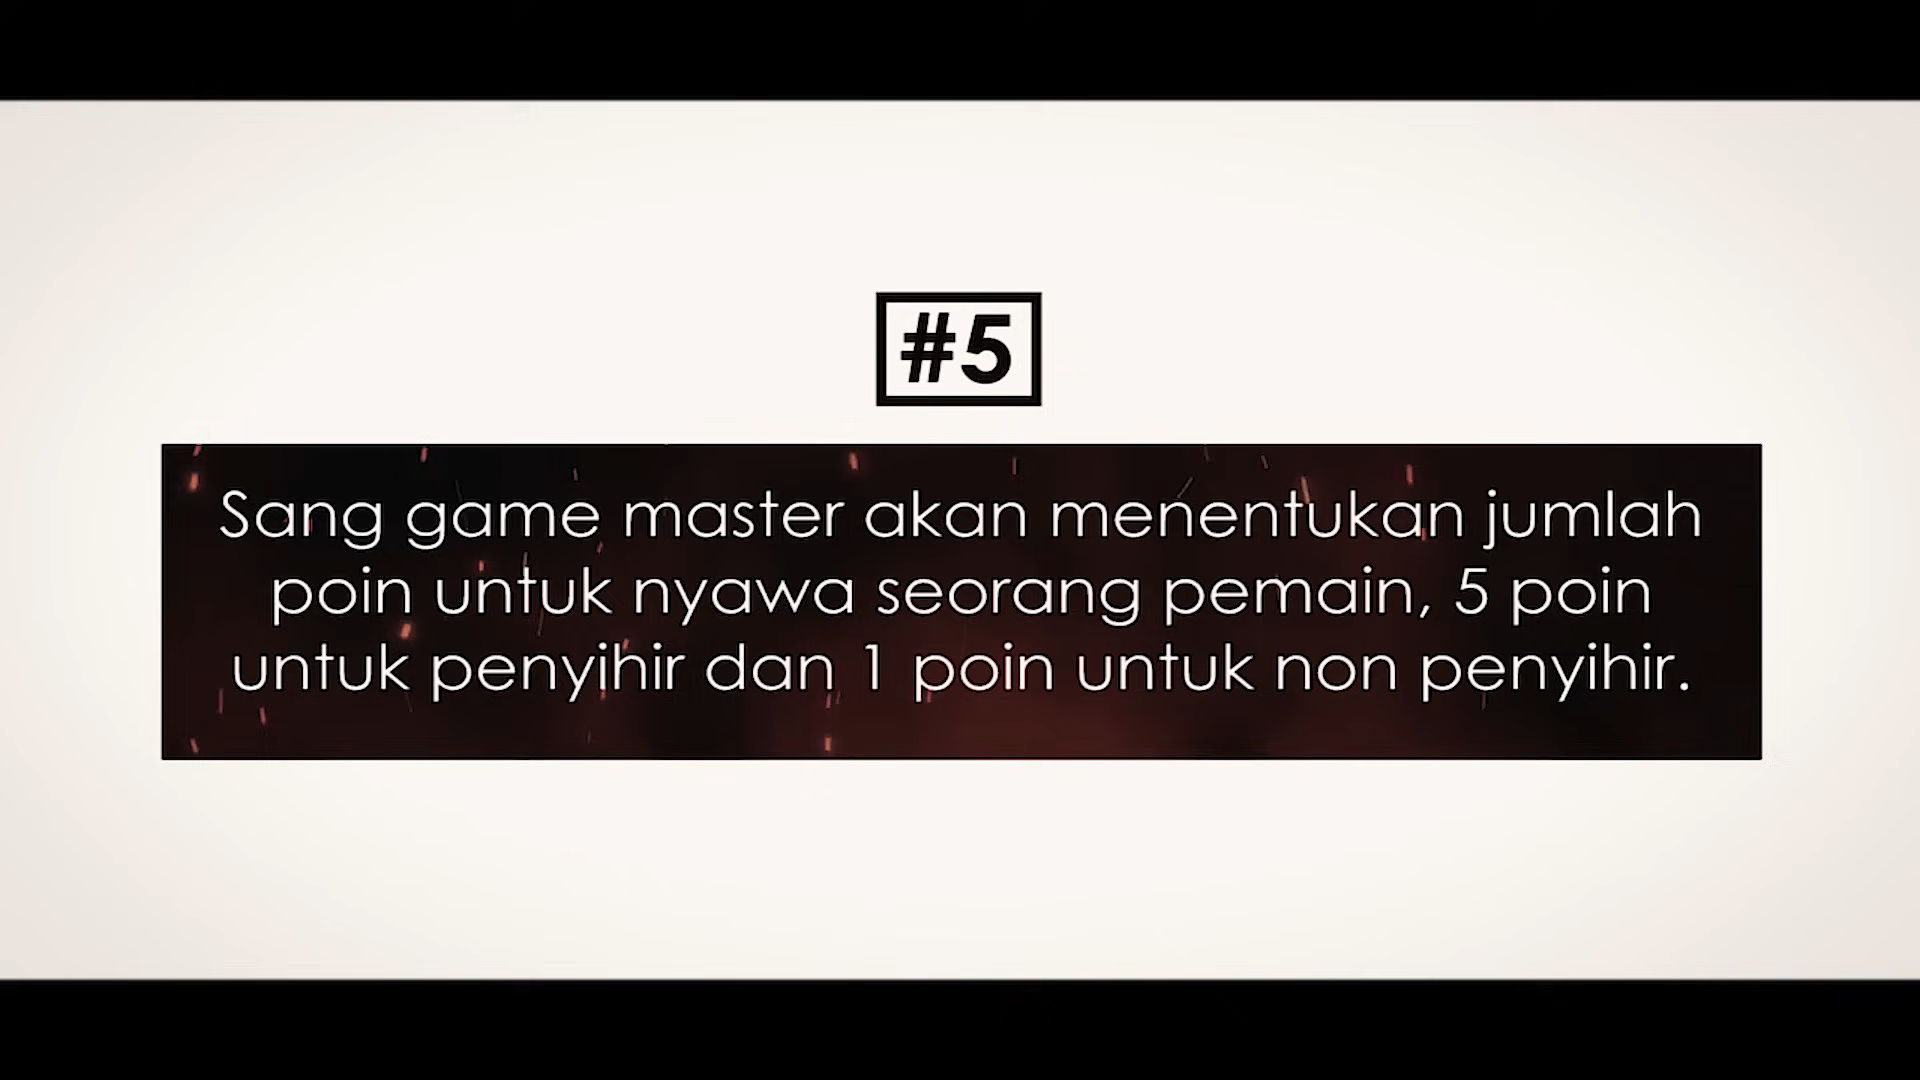 #5
Sang game master akan menentukan jumlah
poin untuk nyawa seorang pemain, 5 poin
untuk penyihir dan 1 poin untuk non penyihir.